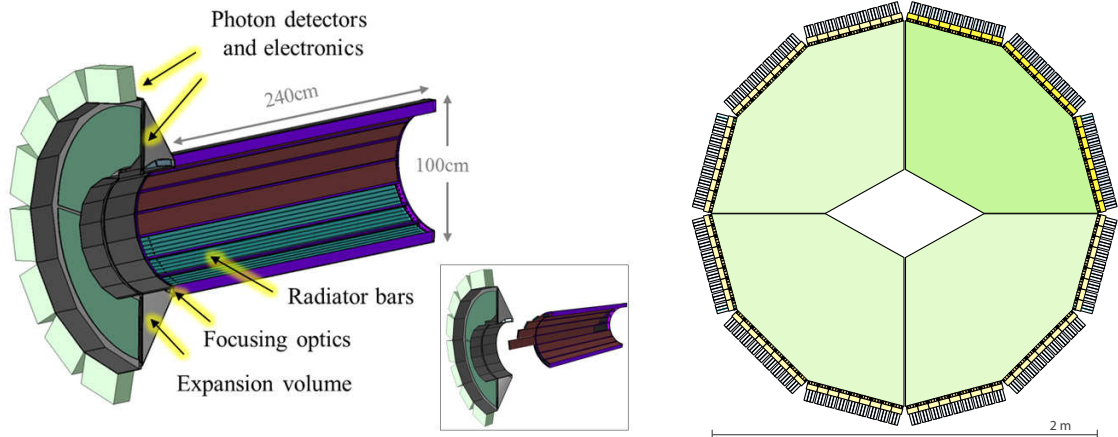 Photon detectors
and electronics
240cm
100cm
Radiator bars
Focusing optics
Expansion volume
2 m